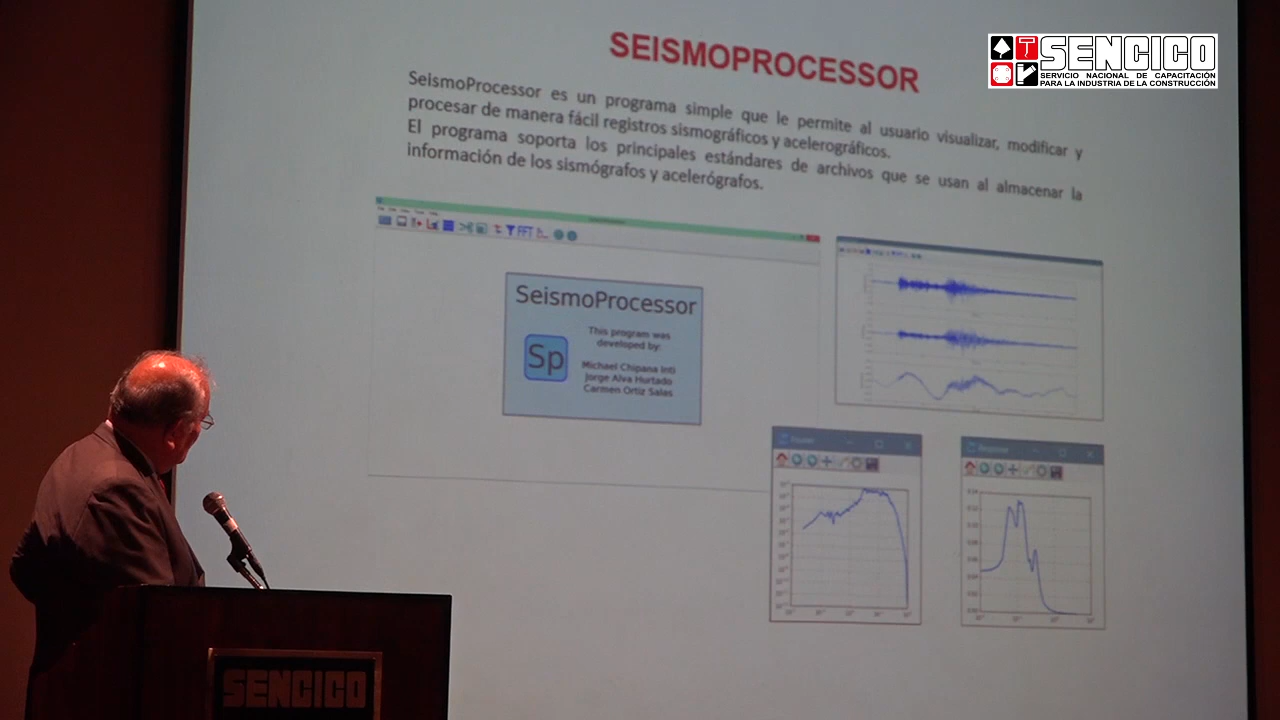 SEISMOPROCESSOR
SENCICO
SERVICIO NACIONAL DE CAPACITACIÓN
PARA LA INDUSTRIA DE LA CONSTRUCCIÓN
SeismoProcessor es un programa simple que le permite al usuario visualizar, modificar y
procesar de manera fácil registros sismográficos y acelerográficos.
El programa soporta los principales estándares de archivos que se usan al almacenar la
información de los sismógrafos y acelerógrafos.
FFT
SeismoProcessor
Sp
This program was
developed by:
Michael Chipana Inti
Jorge Alva Hurtado
Carmen Ortiz Salas
SENCICO